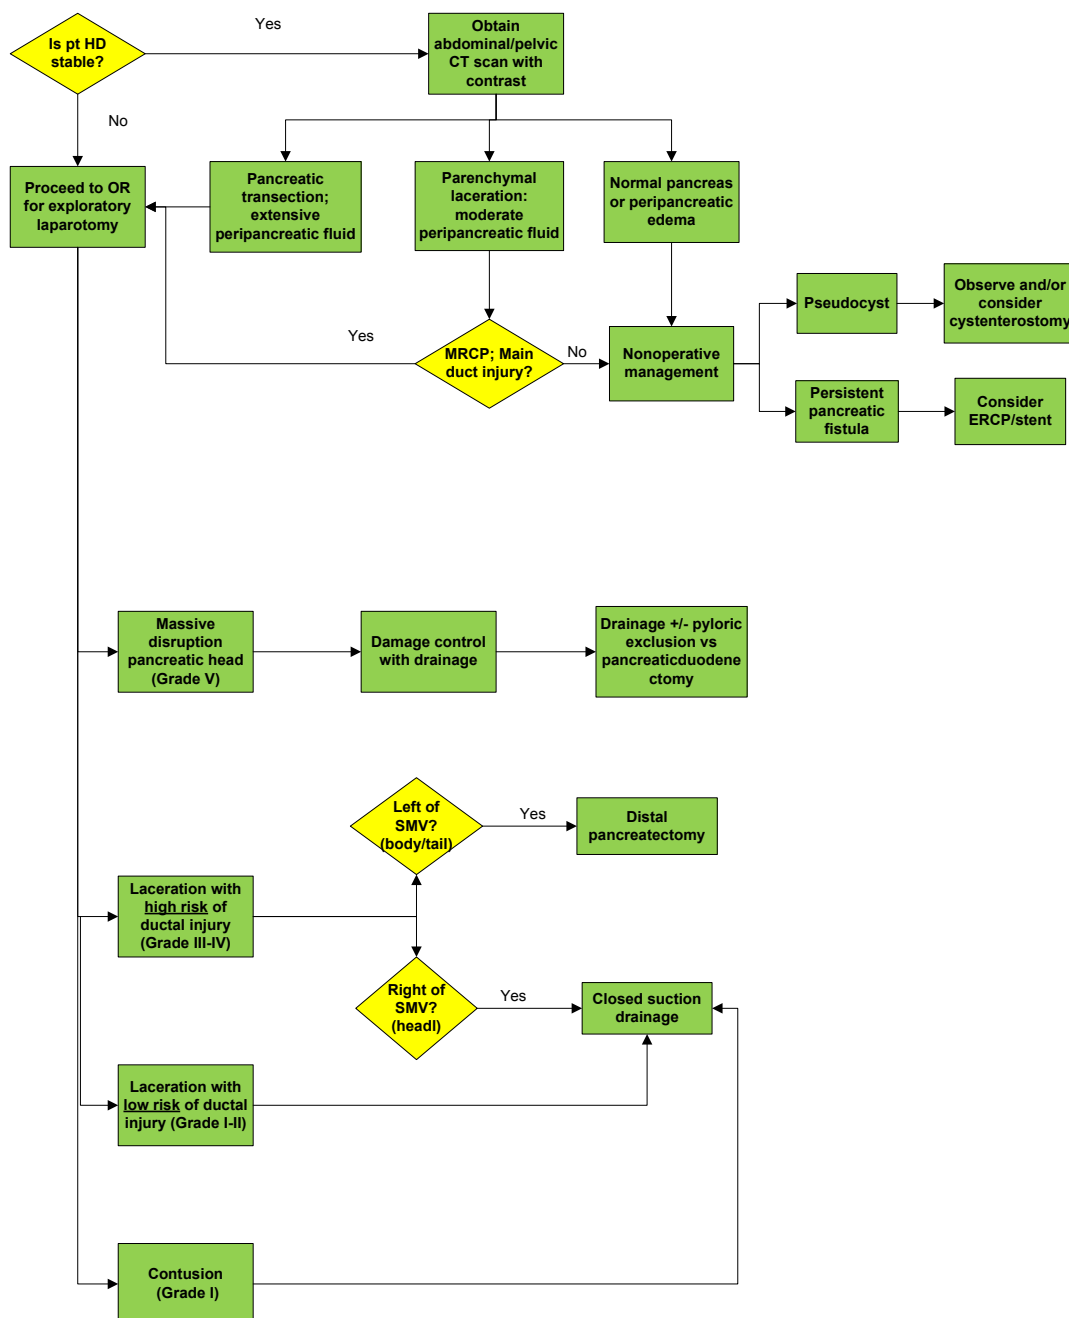 Is pt HD
stable?
Yes
Obtain
abdominal/pelvic
CT scan with
contrast
No
Proceed to OR
for exploratory
laparotomy
Pancreatic
transection;
extensive
peripancreatic fluid
Parenchymal
laceration:
moderate
peripancreatic fluid
Normal pancreas
or peripancreatic
edema
Yes
MRCP; Main
duct injury?
No
Nonoperative
management
Pseudocyst
Observe and/or
consider
cystenterostomy
Persistent
pancreatic
fistula
Consider
ERCP/stent
Massive
disruption
pancreatic head
(Grade V)
Damage control
with drainage
Drainage +/- pyloric
exclusion vs
pancreaticduodene
ctomy
Left of
SMV?
(body/tail)
Yes
Distal
pancreatectomy
Laceration with
high risk of
ductal injury
(Grade III-IV)
Right of
SMV?
(headl)
Yes
Closed suction
drainage
Laceration with
low risk of ductal
injury (Grade I-II)
Contusion
(Grade I)